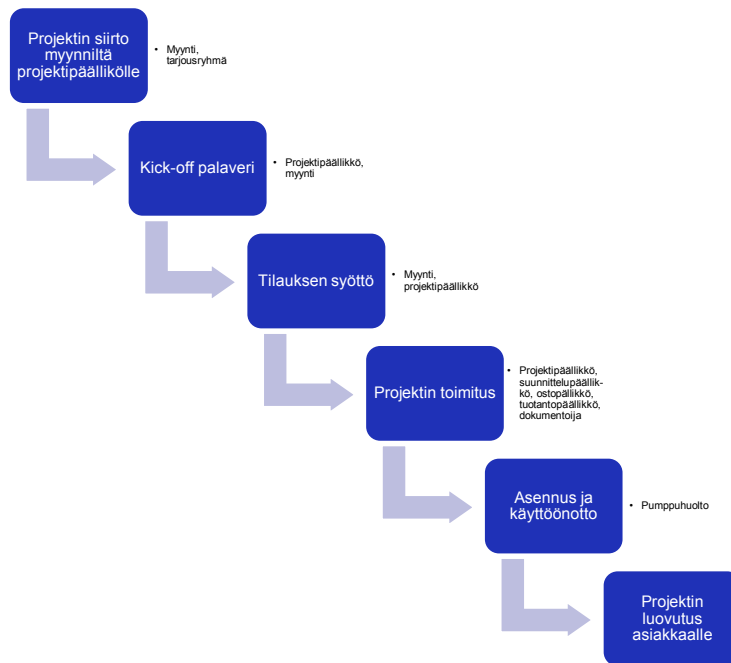 Projektin siirto
myynniltä
projektipäällikölle
• Myynti,
tarjousryhmä
Kick-off palaveri
• Projektipäällikkö,
myynti
Tilauksen syöttö
• Myynti,
projektipäällikkö
Projektin toimitus
• Projektipäällikkö,
suunnittelupäällik-
kö, ostopällikkö,
tuotantopäällikkö,
dokumentoija
Asennus ja
käyttöönotto
• Pumppuhuolto
Projektin
luovutus
asiakkaalle